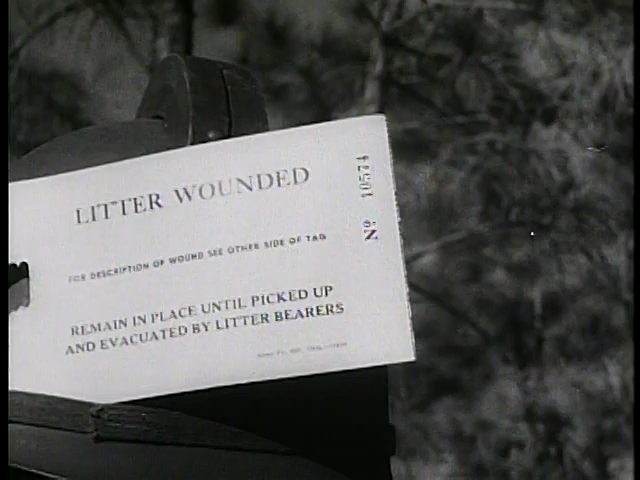 LITTER WOUNDED
FOR DESCRIPTION OF WOUND SEE OTHER SIDE OF TAG
REMAIN IN PLACE UNTIL PICKED UP
AND EVACUATED BY LITTER BEARERS
No. 10574